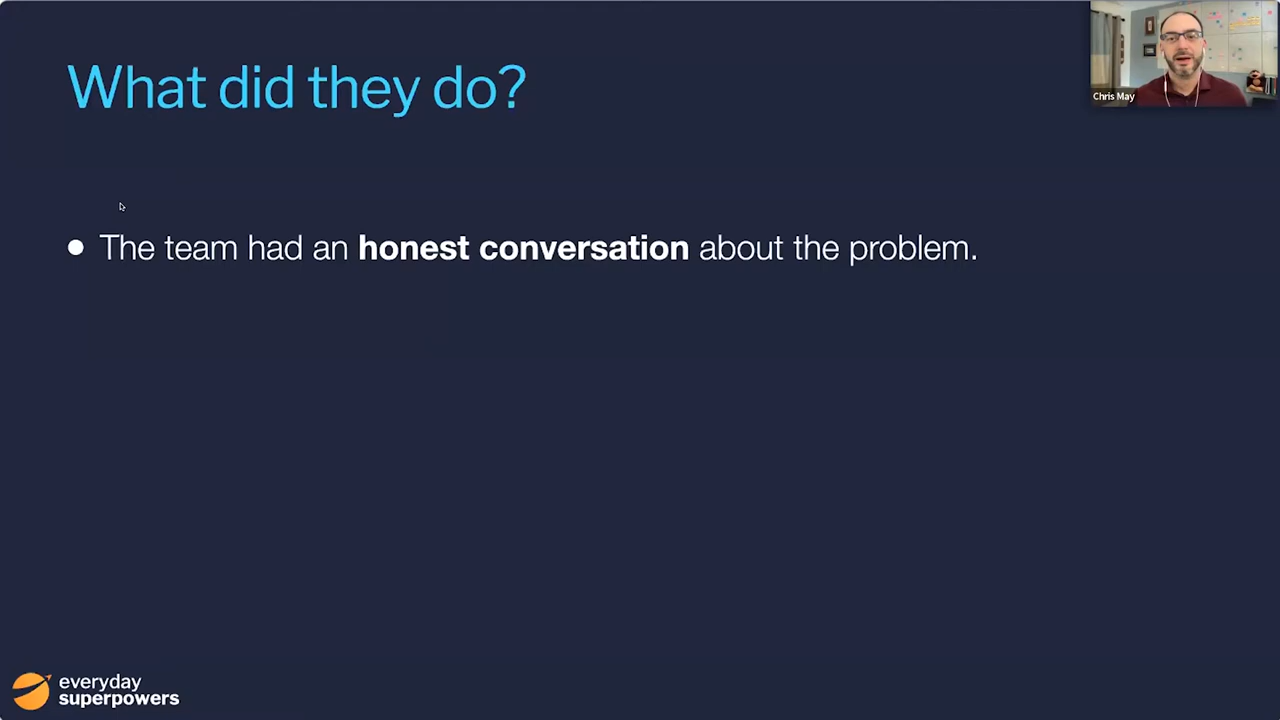 What did they do?
Chris May
• The team had an honest conversation about the problem.
everyday
superpowers